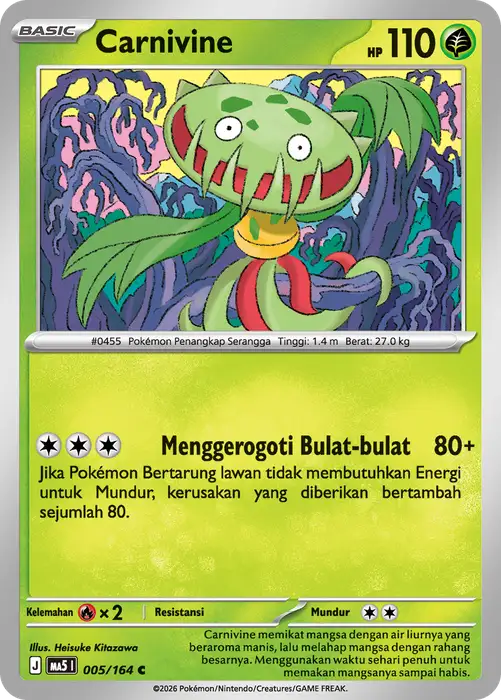 BASIC Carnivine HP 110
#0455 Pokémon Penangkap Serangga Tinggi: 1.4 m Berat: 27.0 kg
Menggerogoti Bulat-bulat 80+
Jika Pokémon Bertarung lawan tidak membutuhkan Energi
untuk Mundur, kerusakan yang diberikan bertambah
sejumlah 80.
Kelemahan ×2 Resistansi Mundur
Illus. Heisuke Kitazawa
J MA5 I 005/164 C
Carnivine memikat mangsa dengan air liurnya yang
beraroma manis, lalu melahap mangsa dengan rahang
besarnya. Menggunakan waktu sehari penuh untuk
memakan mangsanya sampai habis.
©2026 Pokémon/Nintendo/Creatures/GAME FREAK.